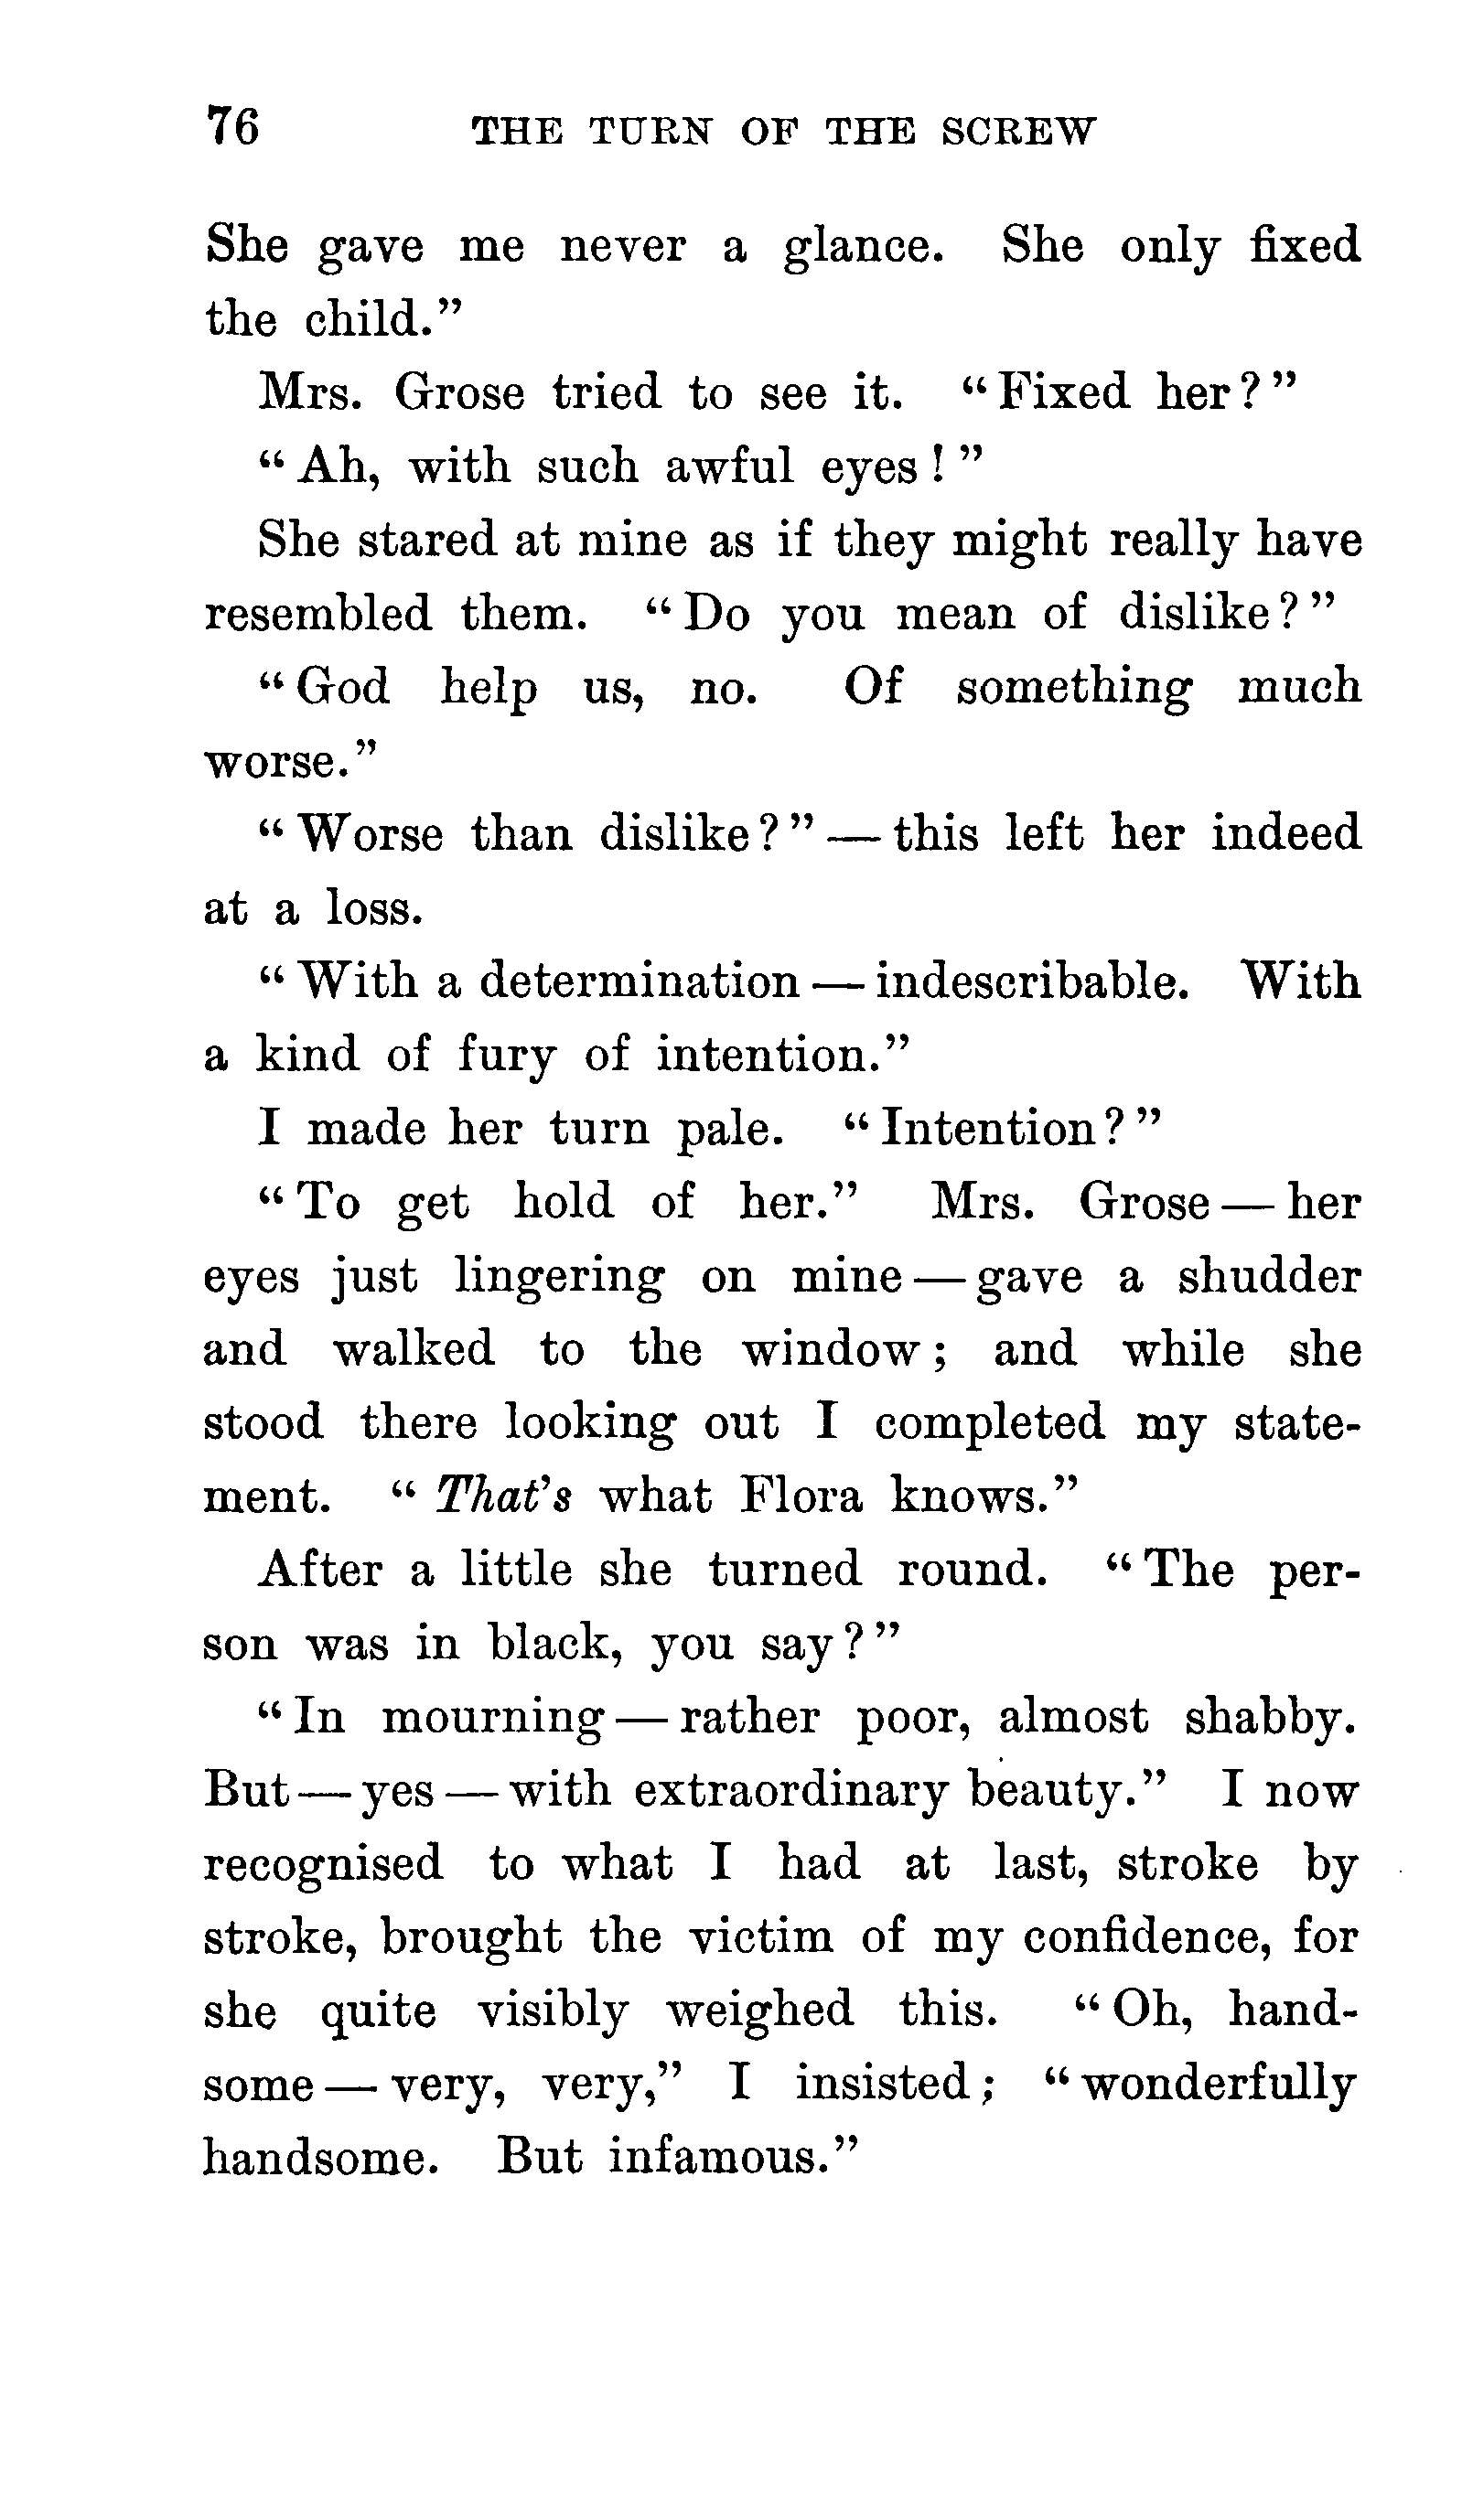 76 THE TURN OF THE SCREW
She gave me never a glance. She only fixed
the child.”
Mrs. Grose tried to see it. “Fixed her?”
“Ah, with such awful eyes!”
She stared at mine as if they might really have
resembled them. “Do you mean of dislike?”
“God help us, no. Of something much
worse.”
“Worse than dislike?”—this left her indeed
at a loss.
“With a determination—indescribable. With
a kind of fury of intention.”
I made her turn pale. “Intention?”
“To get hold of her.” Mrs. Grose—her
eyes just lingering on mine—gave a shudder
and walked to the window; and while she
stood there looking out I completed my state-
ment. “That’s what Flora knows.”
After a little she turned round. “The per-
son was in black, you say?”
“In mourning—rather poor, almost shabby.
But—yes—with extraordinary beauty.” I now
recognised to what I had at last, stroke by
stroke, brought the victim of my confidence, for
she quite visibly weighed this. “Oh, hand-
some—very, very,” I insisted; “wonderfully
handsome. But infamous.”